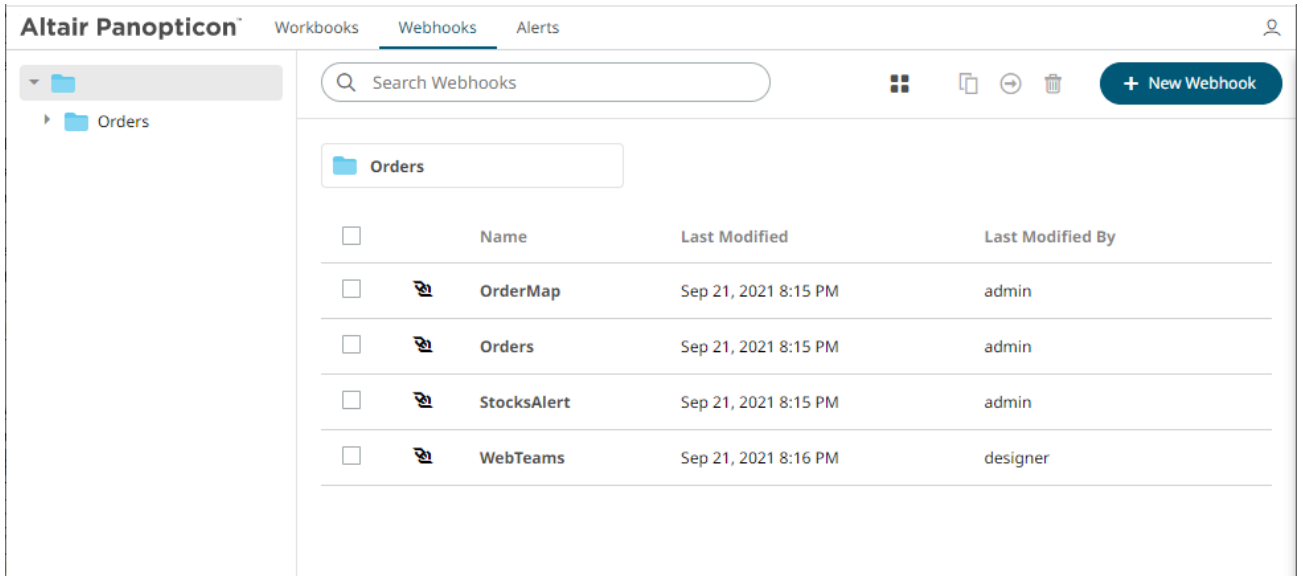 Altair Panopticon™ Workbooks Webhooks Alerts
Search Webhooks + New Webhook
Orders
Orders
Name Last Modified Last Modified By
OrderMap Sep 21, 2021 8:15 PM admin
Orders Sep 21, 2021 8:15 PM admin
StocksAlert Sep 21, 2021 8:15 PM admin
WebTeams Sep 21, 2021 8:16 PM designer